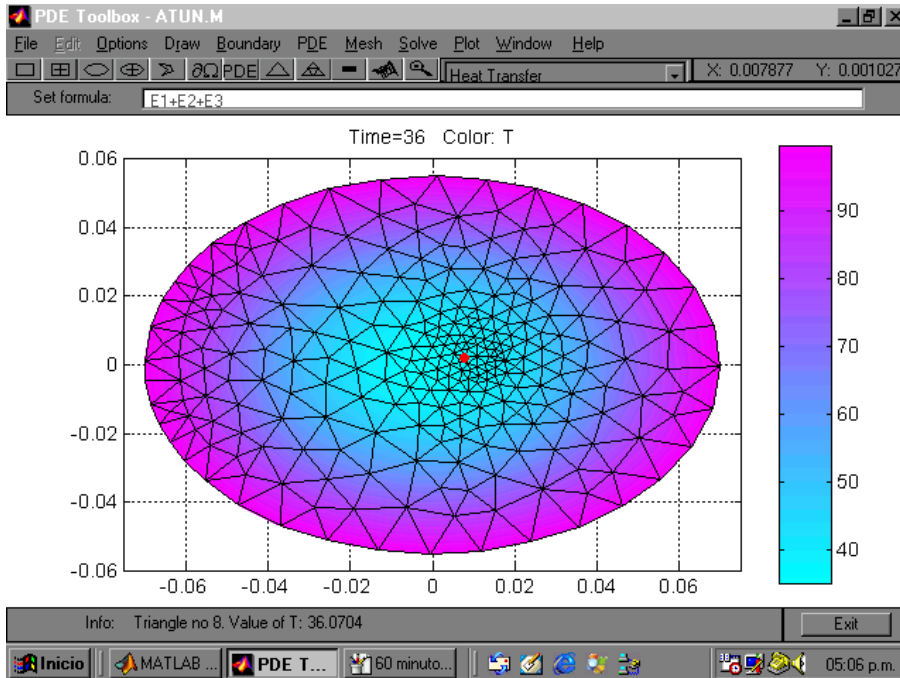 PDE Toolbox - ATUN.M
File Edit Options Draw Boundary PDE Mesh Solve Plot Window Help
∂Ω PDE Heat Transfer X: 0.007877 Y: 0.001027
Set formula: E1+E2+E3
Time=36 Color: T
0.06
0.04
0.02
0
-0.02
-0.04
-0.06
-0.06 -0.04 -0.02 0 0.02 0.04 0.06
90
80
70
60
50
40
Info: Triangle no 8. Value of T: 36.0704 Exit
Inicio MATLAB ... PDE T... 60 minuto... 05:06 p.m.